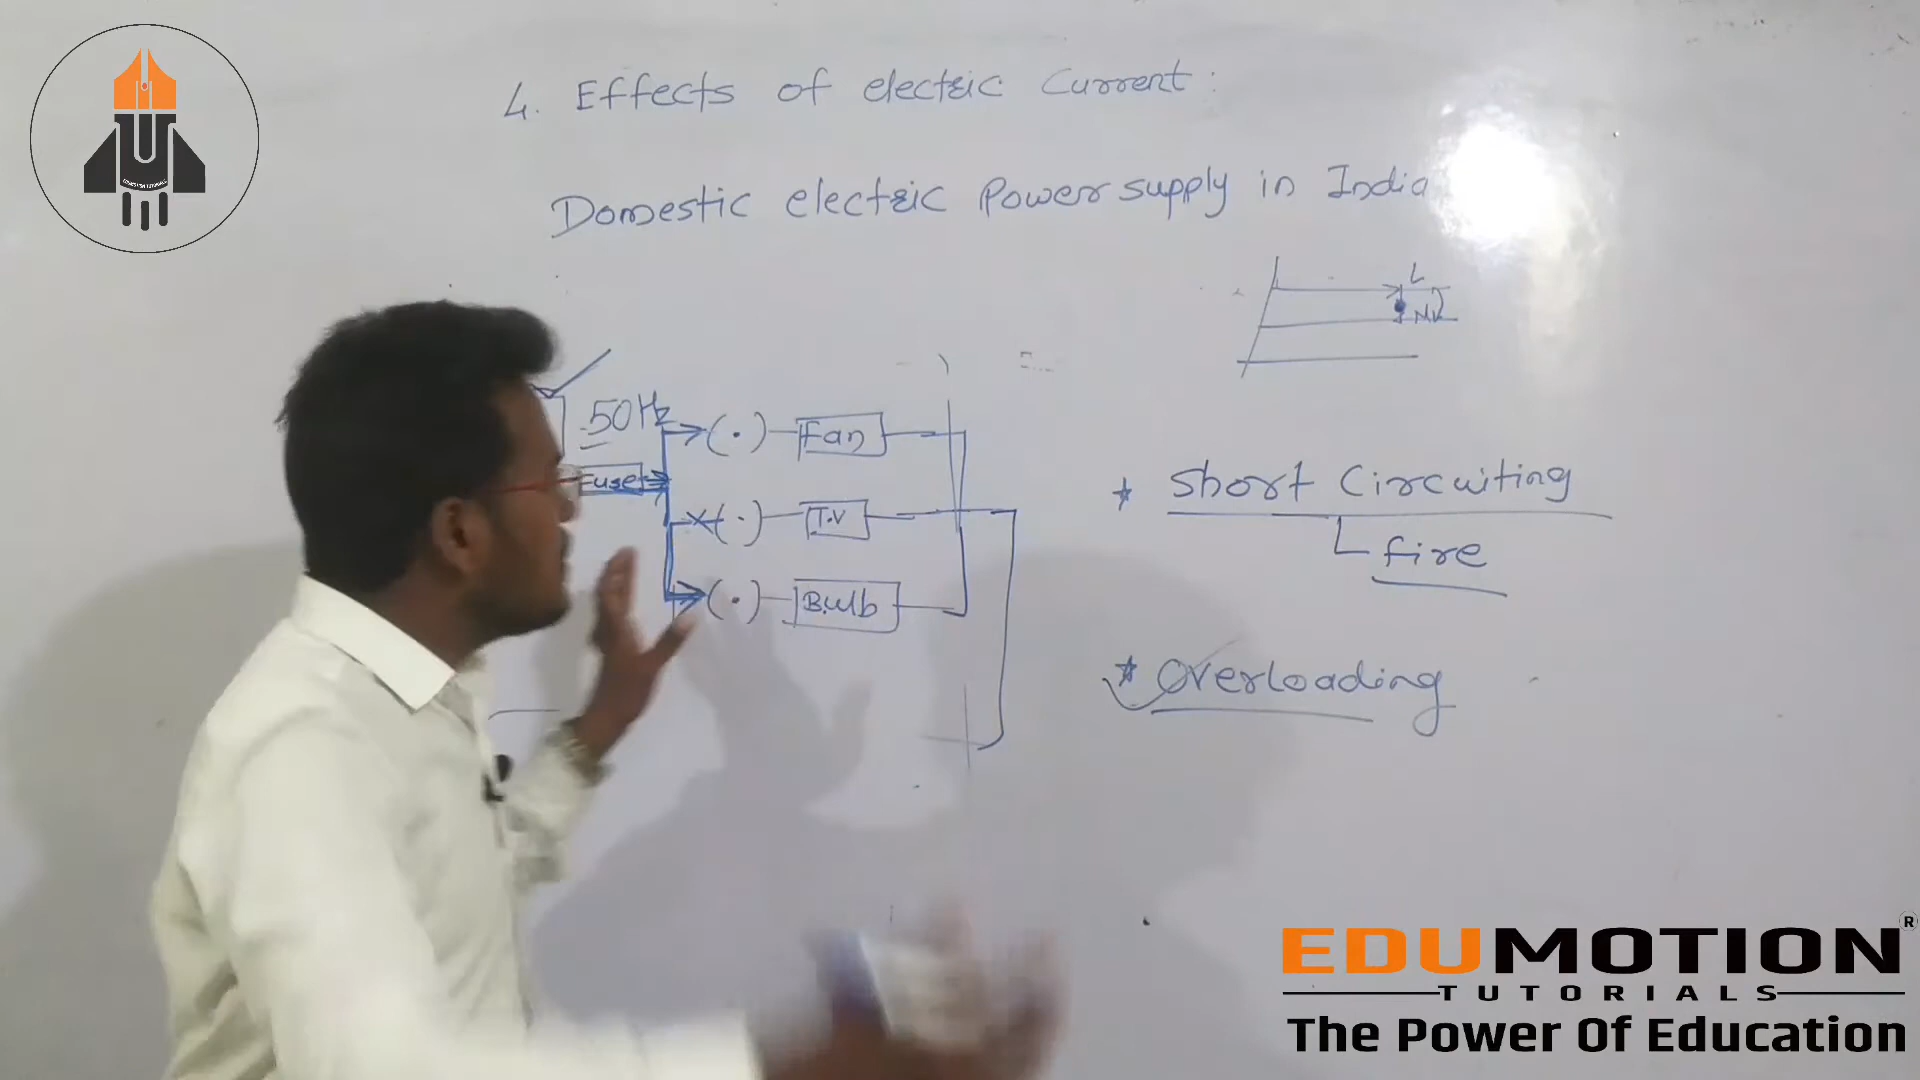 4. Effects of electric Current:
Domestic electric Power supply in India
L
N
50Hz
Fan
Fuse
T.V
Bulb
* Short Circuiting
fire
* Overloading
EDUMOTION ®
TUTORIALS
The Power Of Education